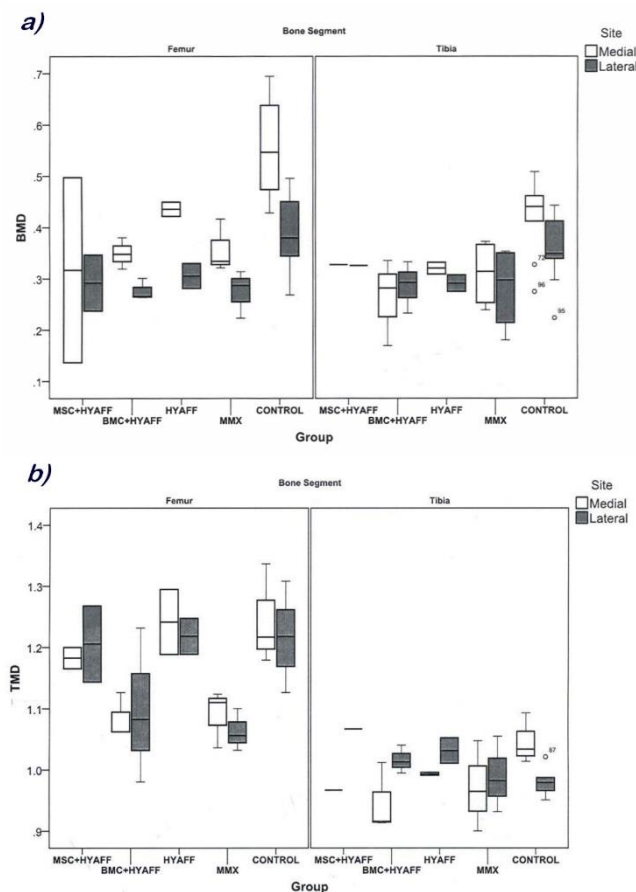 a)
Bone Segment
Femur
Tibia
Site
Medial
Lateral
BMD
.7
.6
.5
.4
.3
.2
.1
72
96
95
MSC+HYAFF
BMC+HYAFF
HYAFF
MMX
CONTROL
MSC+HYAFF
BMC+HYAFF
HYAFF
MMX
CONTROL
Group
b)
Bone Segment
Femur
Tibia
Site
Medial
Lateral
TMD
1.4
1.3
1.2
1.1
1.0
.9
MSC+HYAFF
BMC+HYAFF
HYAFF
MMX
CONTROL
MSC+HYAFF
BMC+HYAFF
HYAFF
MMX
CONTROL
Group